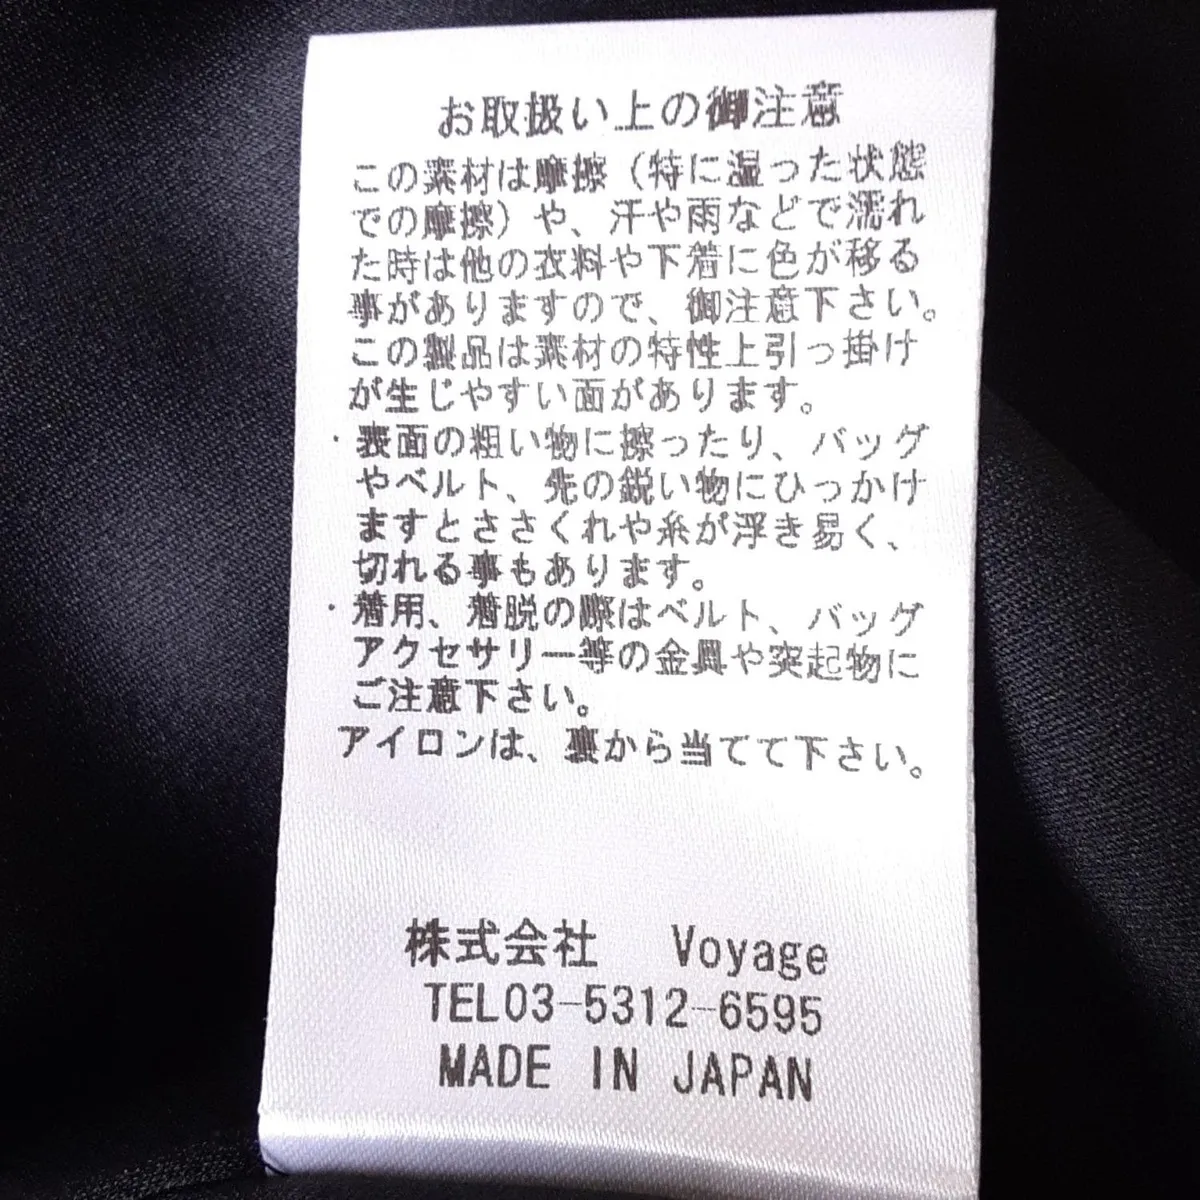 お取扱い上の御注意
この素材は摩擦（特に湿った状態
での摩擦）や、汗や雨などで濡れ
た時は他の衣料や下着に色が移る
事がありますので、御注意下さい。
この製品は素材の特性上引っ掛け
が生じやすい面があります。
・表面の粗い物に擦ったり、バッグ
やベルト、先の鋭い物にひっかけ
ますとささくれや糸が浮き易く、
切れる事もあります。
・着用、着脱の際はベルト、バッグ
アクセサリー等の金具や突起物に
ご注意下さい。
アイロンは、裏から当てて下さい。
株式会社 Voyage
TEL03-5312-6595
MADE IN JAPAN